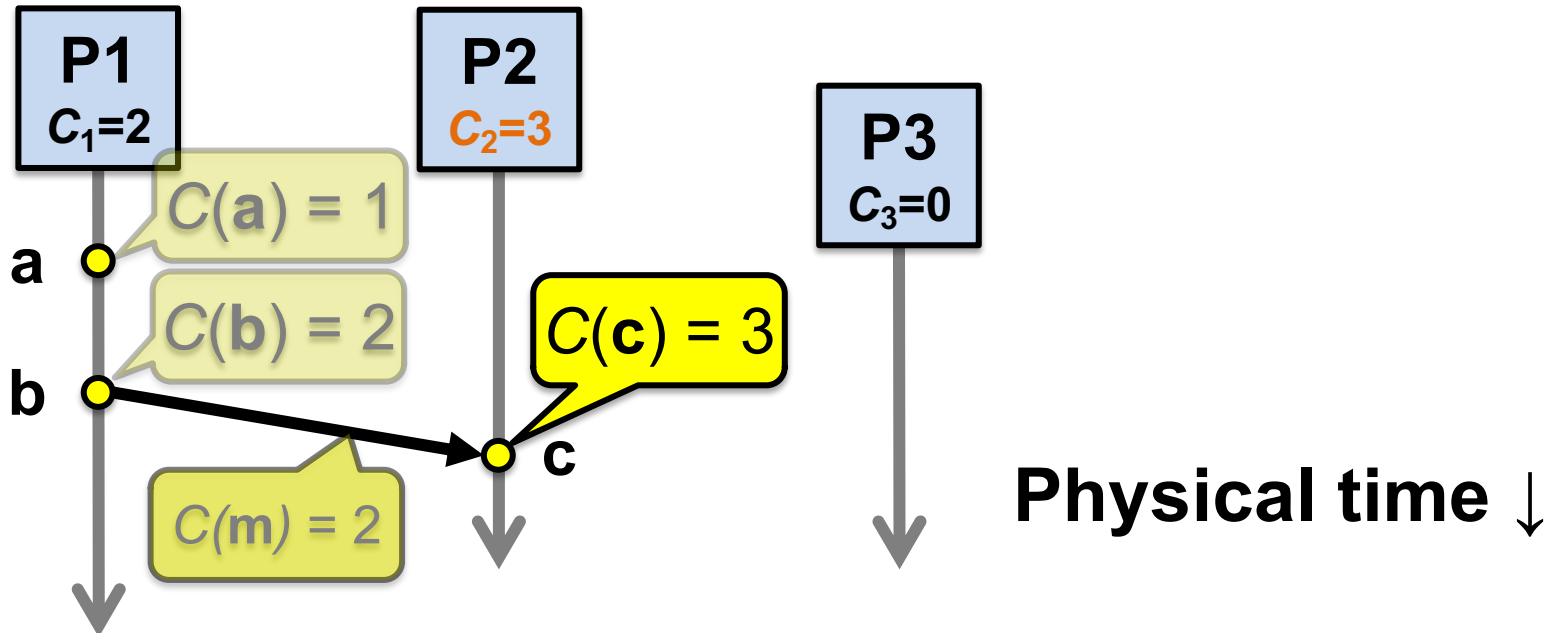 P1
C₁=2
P2
C₂=3
P3
C₃=0
C(a) = 1
a
C(b) = 2
b
C(c) = 3
c
C(m) = 2
Physical time ↓